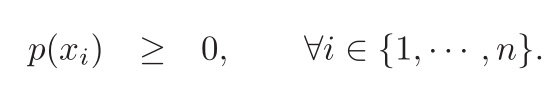 p(x_i) ≥ 0, ∀i ∈ {1, ⋯ , n}.